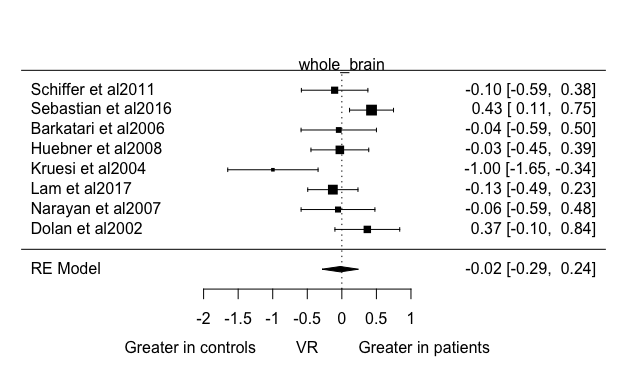 whole_brain
Schiffer et al2011 -0.10 [-0.59, 0.38]
Sebastian et al2016 0.43 [ 0.11, 0.75]
Barkatari et al2006 -0.04 [-0.59, 0.50]
Huebner et al2008 -0.03 [-0.45, 0.39]
Kruesi et al2004 -1.00 [-1.65, -0.34]
Lam et al2017 -0.13 [-0.49, 0.23]
Narayan et al2007 -0.06 [-0.59, 0.48]
Dolan et al2002 0.37 [-0.10, 0.84]
RE Model -0.02 [-0.29, 0.24]
-2 -1.5 -1 -0.5 0 0.5 1
Greater in controls VR Greater in patients